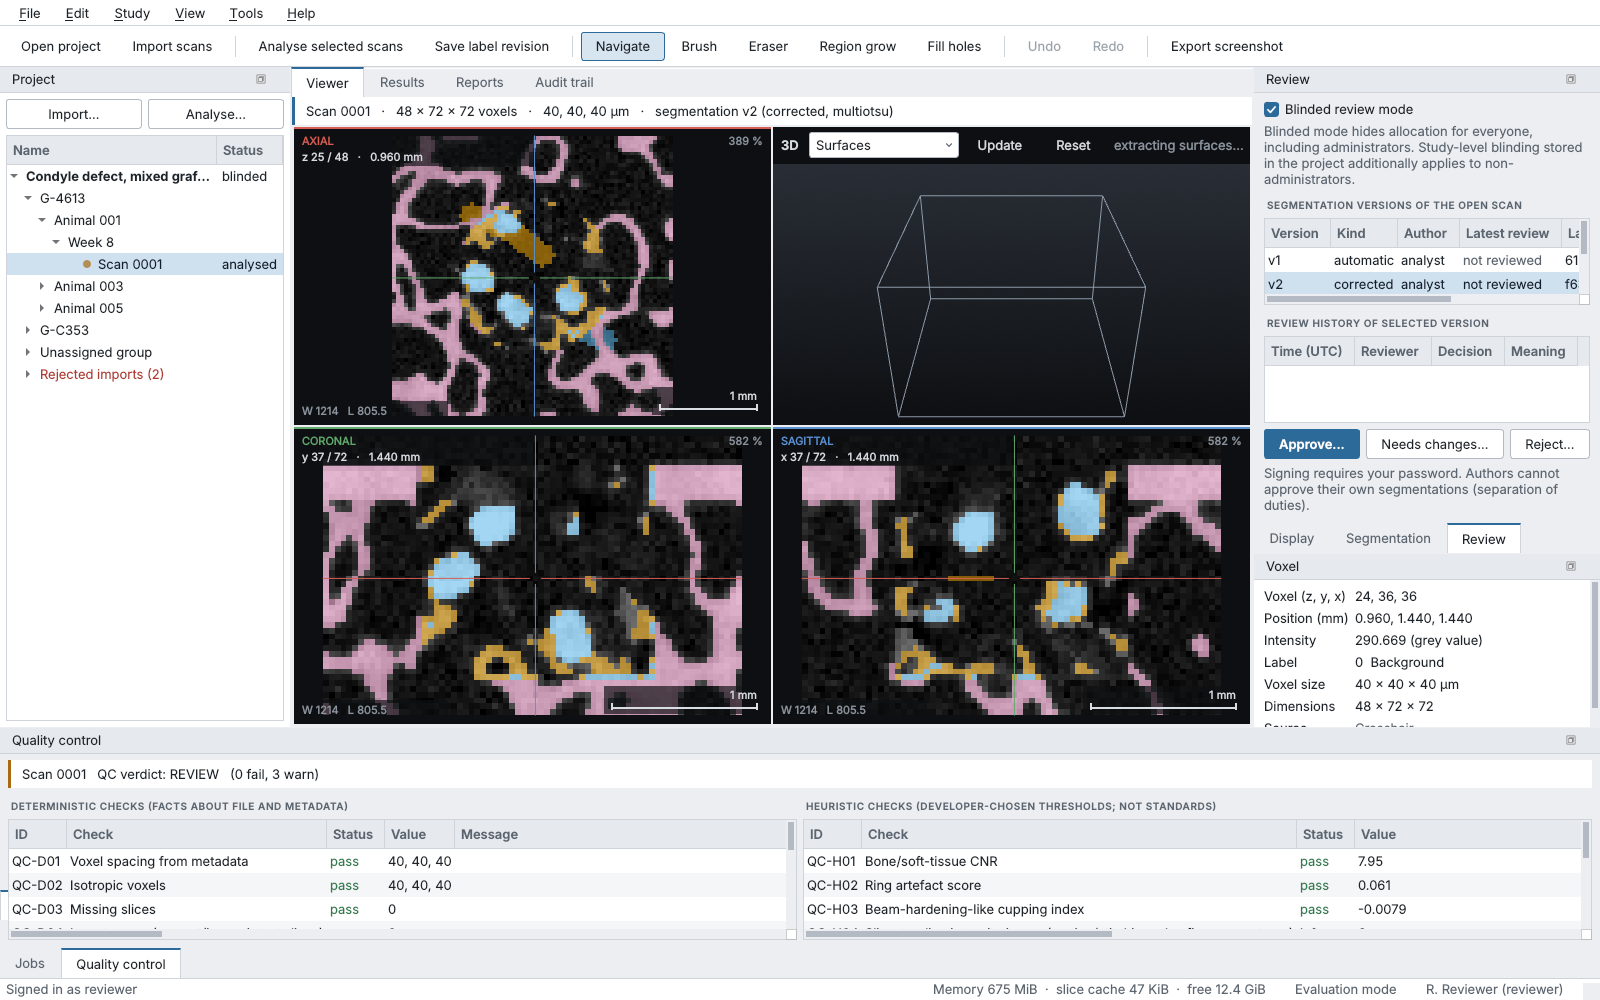 File Edit Study View Tools Help
Open project Import scans Analyse selected scans Save label revision Navigate Brush Eraser Region grow Fill holes Undo Redo Export screenshot
Project
Import... Analyse...
Name Status
Condyle defect, mixed graf... blinded
G-4613
Animal 001
Week 8
Scan 0001 analysed
Animal 003
Animal 005
G-C353
Unassigned group
Rejected imports (2)
Viewer Results Reports Audit trail
Scan 0001 · 48 × 72 × 72 voxels · 40, 40, 40 µm · segmentation v2 (corrected, multiotsu)
AXIAL 389 %
z 25 / 48 · 0.960 mm
1 mm
W 1214 L 805.5
3D Surfaces Update Reset extracting surfaces...
CORONAL 582 %
y 37 / 72 · 1.440 mm
1 mm
W 1214 L 805.5
SAGITTAL 582 %
x 37 / 72 · 1.440 mm
1 mm
W 1214 L 805.5
Review
Blinded review mode
Blinded mode hides allocation for everyone,
including administrators. Study-level blinding stored
in the project additionally applies to non-
administrators.
SEGMENTATION VERSIONS OF THE OPEN SCAN
Version Kind Author Latest review La
v1 automatic analyst not reviewed 61
v2 corrected analyst not reviewed f6
REVIEW HISTORY OF SELECTED VERSION
Time (UTC) Reviewer Decision Meaning
Approve... Needs changes... Reject...
Signing requires your password. Authors cannot
approve their own segmentations (separation of
duties).
Display Segmentation Review
Voxel
Voxel (z, y, x) 24, 36, 36
Position (mm) 0.960, 1.440, 1.440
Intensity 290.669 (grey value)
Label 0 Background
Voxel size 40 × 40 × 40 µm
Dimensions 48 × 72 × 72
Quality control
Scan 0001 QC verdict: REVIEW (0 fail, 3 warn)
DETERMINISTIC CHECKS (FACTS ABOUT FILE AND METADATA)
ID Check Status Value Message
QC-D01 Voxel spacing from metadata pass 40, 40, 40
QC-D02 Isotropic voxels pass 40, 40, 40
QC-D03 Missing slices pass 0
HEURISTIC CHECKS (DEVELOPER-CHOSEN THRESHOLDS; NOT STANDARDS)
ID Check Status Value
QC-H01 Bone/soft-tissue CNR pass 7.95
QC-H02 Ring artefact score pass 0.061
QC-H03 Beam-hardening-like cupping index pass -0.0079
Jobs Quality control
Signed in as reviewer Memory 675 MiB · slice cache 47 KiB · free 12.4 GiB Evaluation mode R. Reviewer (reviewer)